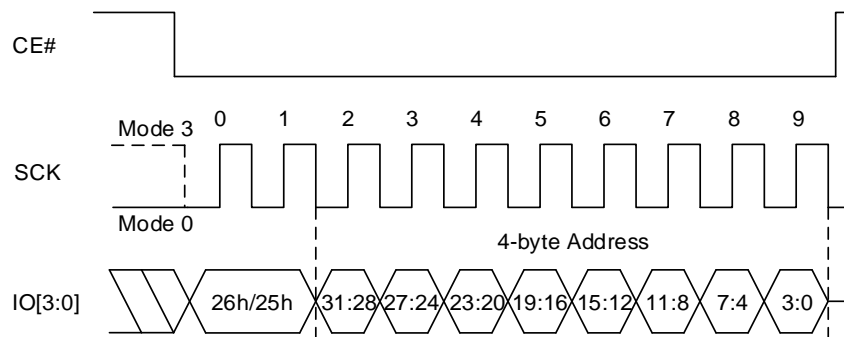 CE#
Mode 3
0 1 2 3 4 5 6 7 8 9
SCK
Mode 0
4-byte Address
IO[3:0]
26h/25h 31:28 27:24 23:20 19:16 15:12 11:8 7:4 3:0